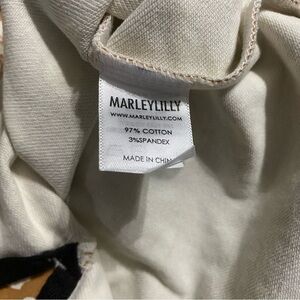 MARLEYLILLY
WWW.MARLEYLILLY.COM
97% COTTON
3%SPANDEX
MADE IN CHINA